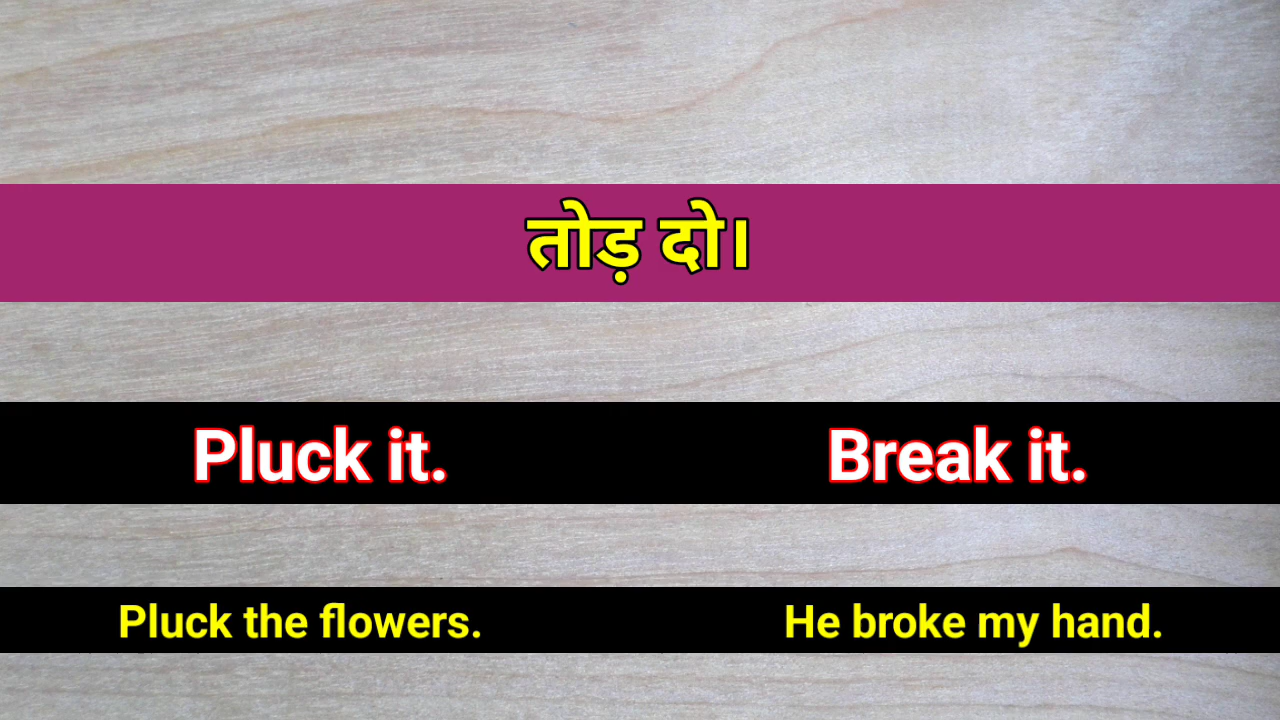 तोड़ दो।
Pluck it. Break it.
Pluck the flowers. He broke my hand.